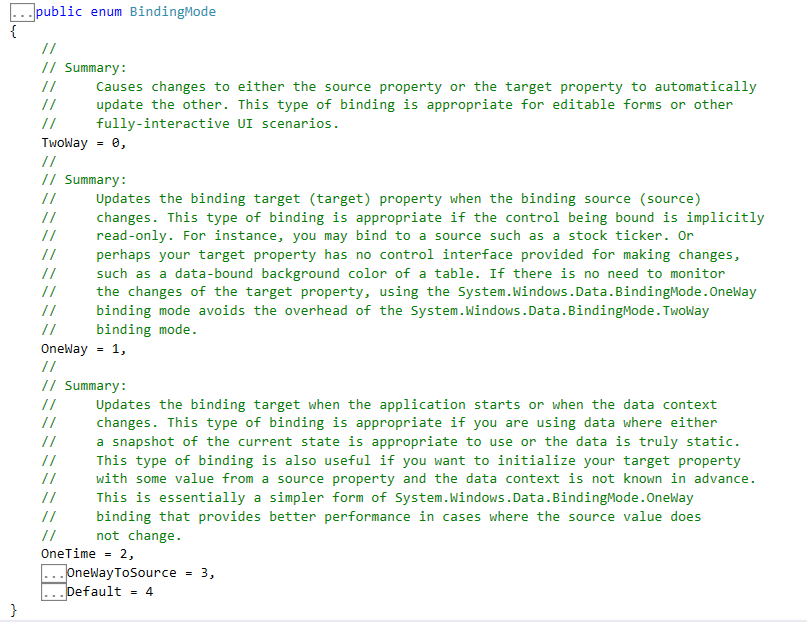 ...public enum BindingMode
{
//
// Summary:
// Causes changes to either the source property or the target property to automatically
// update the other. This type of binding is appropriate for editable forms or other
// fully-interactive UI scenarios.
TwoWay = 0,
//
// Summary:
// Updates the binding target (target) property when the binding source (source)
// changes. This type of binding is appropriate if the control being bound is implicitly
// read-only. For instance, you may bind to a source such as a stock ticker. Or
// perhaps your target property has no control interface provided for making changes,
// such as a data-bound background color of a table. If there is no need to monitor
// the changes of the target property, using the System.Windows.Data.BindingMode.OneWay
// binding mode avoids the overhead of the System.Windows.Data.BindingMode.TwoWay
// binding mode.
OneWay = 1,
//
// Summary:
// Updates the binding target when the application starts or when the data context
// changes. This type of binding is appropriate if you are using data where either
// a snapshot of the current state is appropriate to use or the data is truly static.
// This type of binding is also useful if you want to initialize your target property
// with some value from a source property and the data context is not known in advance.
// This is essentially a simpler form of System.Windows.Data.BindingMode.OneWay
// binding that provides better performance in cases where the source value does
// not change.
OneTime = 2,
...OneWayToSource = 3,
...Default = 4
}